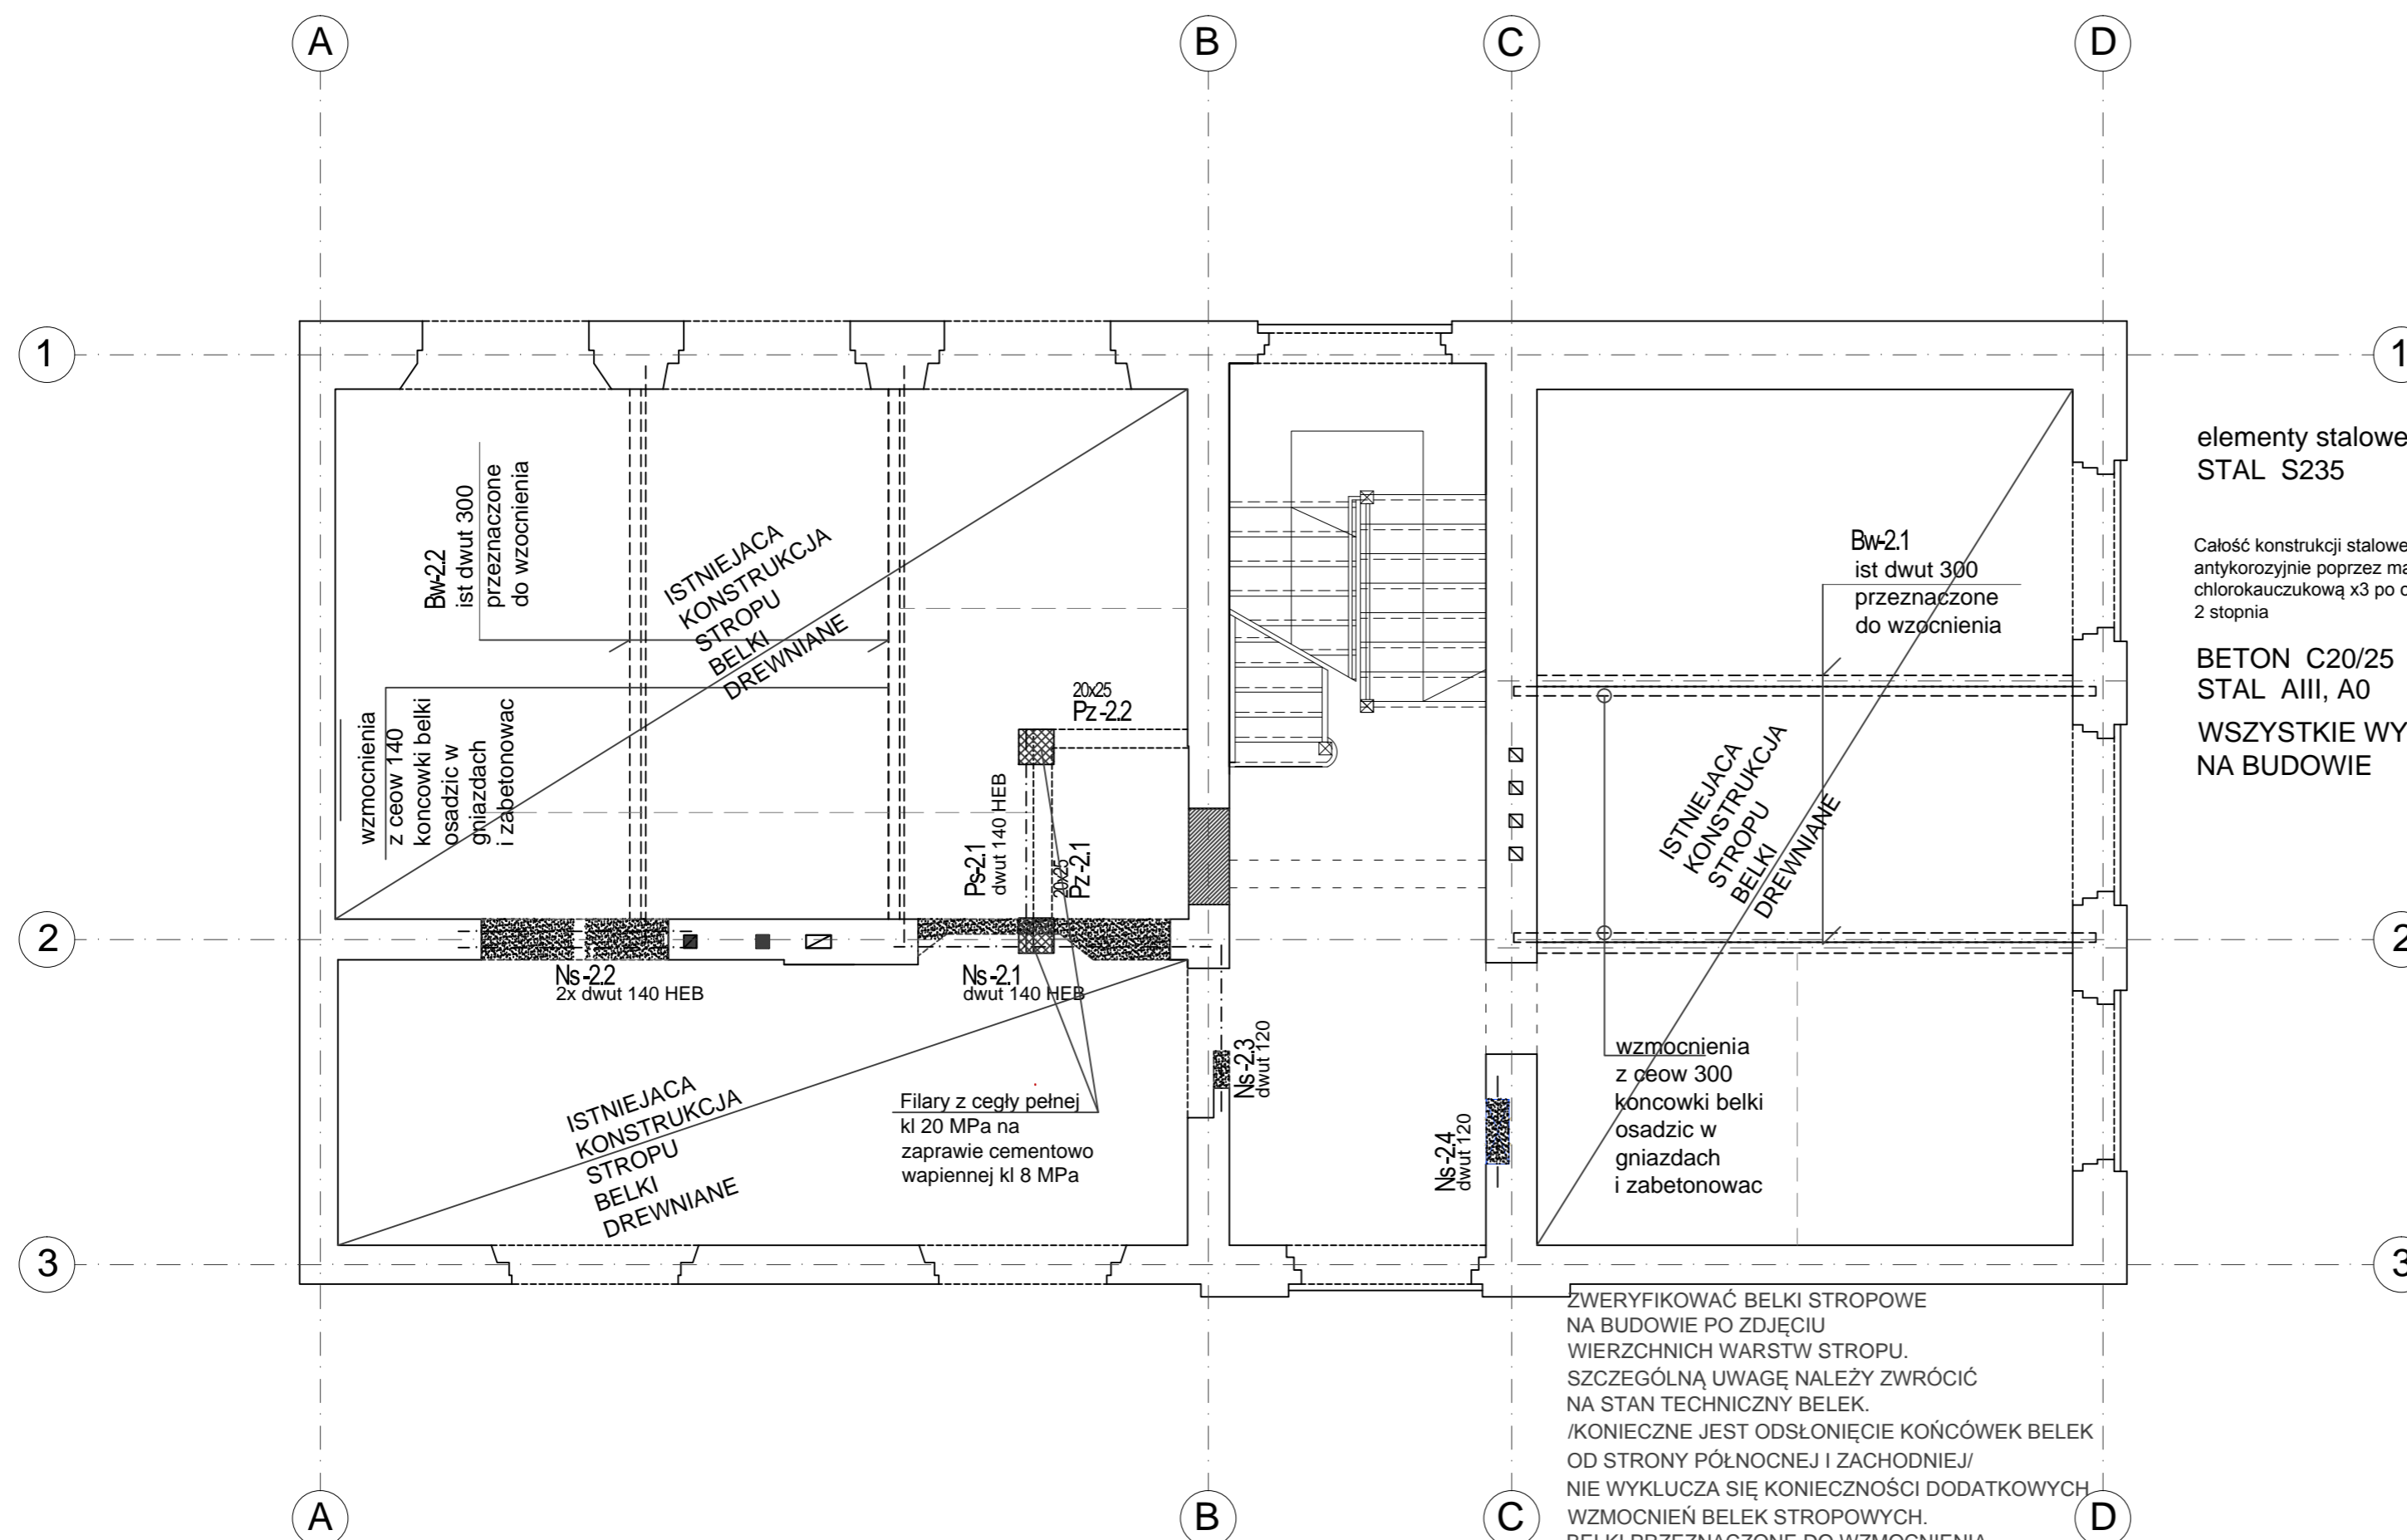 A
B
C
D
1
1
elementy stalowe
STAL S235
Całość konstrukcji stalowe
antykorozyjnie poprzez ma
chlorokauczukową x3 po o
2 stopnia
BETON C20/25
STAL AIII, A0
WSZYSTKIE WY
NA BUDOWIE
Bw-2.2
ist dwut 300
przeznaczone
do wzocnienia
ISTNIEJACA
KONSTRUKCJA
STROPU
BELKI
DREWNIANE
Bw-2.1
ist dwut 300
przeznaczone
do wzocnienia
wzmocnienia
z ceow 140
koncowki belki
osadzic w
gniazdach
i zabetonowac
20x25
Pz-2.2
Ps-2.1
dwut 140 HEB
20x25
Pz-2.1
ISTNIEJACA
KONSTRUKCJA
STROPU
BELKI
DREWNIANE
2
2
Ns-2.2
2x dwut 140 HEB
Ns-2.1
dwut 140 HEB
Ns-2.3
dwut 120
Ns-2.4
dwut 120
wzmocnienia
z ceow 300
koncowki belki
osadzic w
gniazdach
i zabetonowac
ISTNIEJACA
KONSTRUKCJA
STROPU
BELKI
DREWNIANE
Filary z cegły pełnej
kl 20 MPa na
zaprawie cementowo
wapiennej kl 8 MPa
3
3
ZWERYFIKOWAĆ BELKI STROPOWE
NA BUDOWIE PO ZDJĘCIU
WIERZCHNICH WARSTW STROPU.
SZCZEGÓLNĄ UWAGĘ NALEŻY ZWRÓCIĆ
NA STAN TECHNICZNY BELEK.
/KONIECZNE JEST ODSŁONIĘCIE KOŃCÓWEK BELEK
OD STRONY PÓŁNOCNEJ I ZACHODNIEJ/
NIE WYKLUCZA SIĘ KONIECZNOŚCI DODATKOWYCH
WZMOCNIEŃ BELEK STROPOWYCH.
BELKI PRZEZNACZONE DO WZMOCNIENIA
A
B
C
D